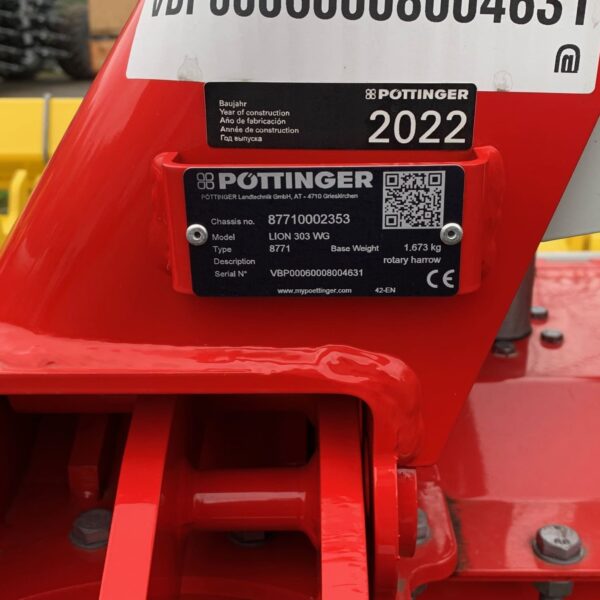 VBP00060008004631
Baujahr
Year of construction
Año de fabricación
Année de construction
Год выпуска
PÖTTINGER
2022
PÖTTINGER
PÖTTINGER Landtechnik GmbH, AT - 4710 Grieskirchen
Chassis no. 87710002353
Model LION 303 WG
Type 8771 Base Weight 1.673 kg
Description rotary harrow
Serial N° VBP00060008004631
www.mypoettinger.com 42-EN CE